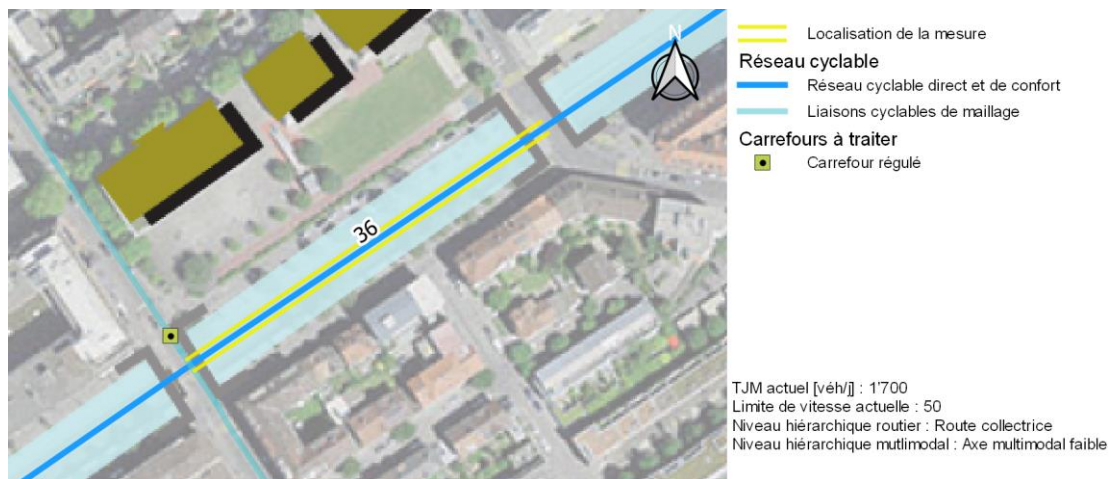 N
36
Localisation de la mesure
Réseau cyclable
Réseau cyclable direct et de confort
Liaisons cyclables de maillage
Carrefours à traiter
Carrefour régulé
TJM actuel [véh/j] : 1'700
Limite de vitesse actuelle : 50
Niveau hiérarchique routier : Route collectrice
Niveau hiérarchique mutlimodal : Axe multimodal faible